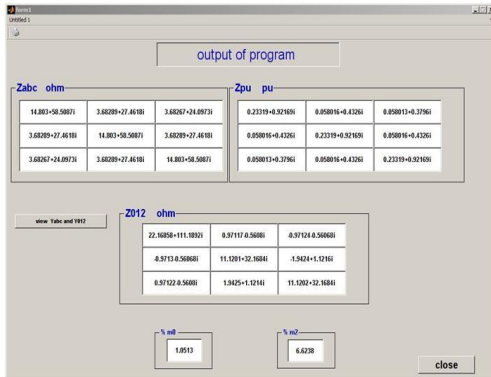 form1
Untitled 1
output of program
Zabc ohm
Zpu pu
14.803+58.5087i 3.68289+27.4618i 3.68267+24.0973i
0.23319+0.92169i 0.058016+0.4326i 0.058013+0.3796i
3.68289+27.4618i 14.803+58.5087i 3.68289+27.4618i
0.058016+0.4326i 0.23319+0.92169i 0.058016+0.4326i
3.68267+24.0973i 3.68289+27.4618i 14.803+58.5087i
0.058013+0.3796i 0.058016+0.4326i 0.23319+0.92169i
view Yabc and Y012
Z012 ohm
22.16858+111.1892i 0.97117-0.5608i -0.97124-0.56068i
-0.9713-0.56068i 11.1201+32.1684i -1.9424+1.1216i
0.97122-0.5608i 1.9425+1.1214i 11.1202+32.1684i
% m0
% m2
1.0513
6.6238
close